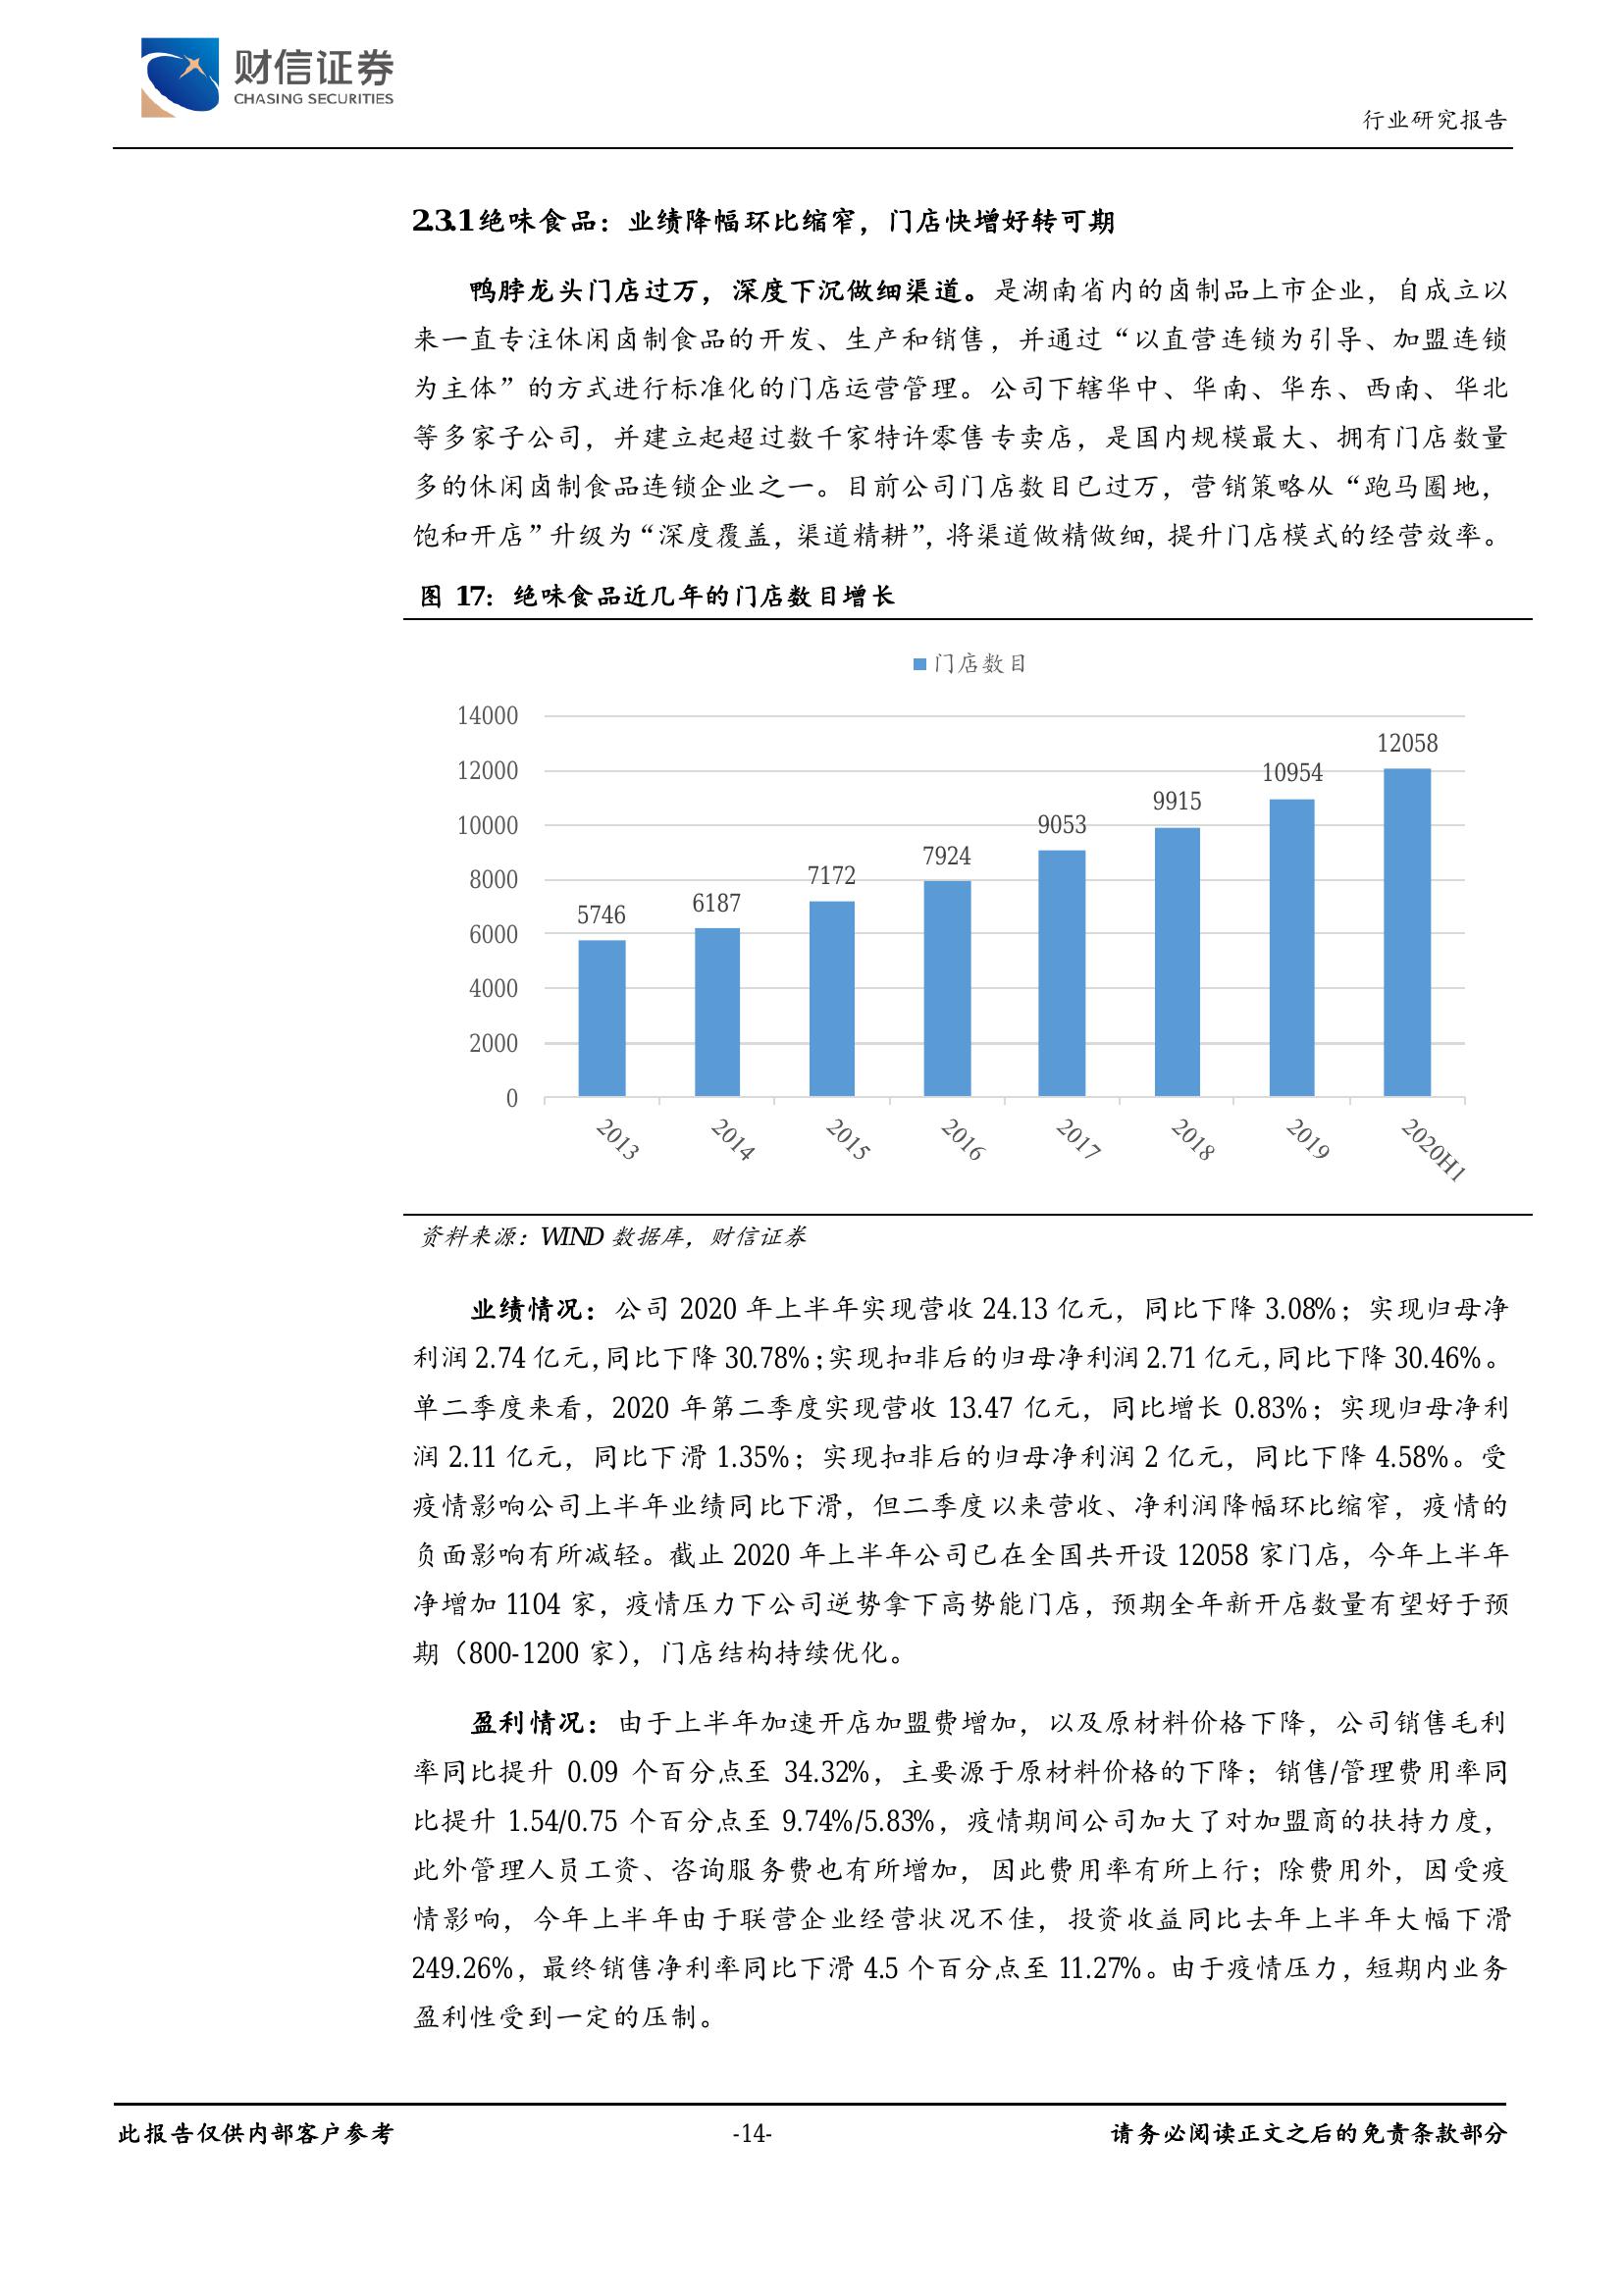 财信证券
CHASING SECURITIES
行业研究报告
2.3.1 绝味食品：业绩降幅环比缩窄，门店快增好转可期
鸭脖龙头门店过万，深度下沉做细渠道。是湖南省内的卤制品上市企业，自成立以
来一直专注休闲卤制食品的开发、生产和销售，并通过“以直营连锁为引导、加盟连锁
为主体”的方式进行标准化的门店运营管理。公司下辖华中、华南、华东、西南、华北
等多家子公司，并建立起超过数千家特许零售专卖店，是国内规模最大、拥有门店数量
多的休闲卤制食品连锁企业之一。目前公司门店数目已过万，营销策略从“跑马圈地，
饱和开店”升级为“深度覆盖，渠道精耕”，将渠道做精做细，提升门店模式的经营效率。
图 17：绝味食品近几年的门店数目增长
门店数目
14000
12000
10000
8000
6000
4000
2000
0
5746
6187
7172
7924
9053
9915
10954
12058
2013
2014
2015
2016
2017
2018
2019
2020H1
资料来源：WIND 数据库，财信证券
业绩情况：公司 2020 年上半年实现营收 24.13 亿元，同比下降 3.08%；实现归母净
利润 2.74 亿元，同比下降 30.78%；实现扣非后的归母净利润 2.71 亿元，同比下降 30.46%。
单二季度来看，2020 年第二季度实现营收 13.47 亿元，同比增长 0.83%；实现归母净利
润 2.11 亿元，同比下滑 1.35%；实现扣非后的归母净利润 2 亿元，同比下降 4.58%。受
疫情影响公司上半年业绩同比下滑，但二季度以来营收、净利润降幅环比缩窄，疫情的
负面影响有所减轻。截止 2020 年上半年公司已在全国共开设 12058 家门店，今年上半年
净增加 1104 家，疫情压力下公司逆势拿下高势能门店，预期全年新开店数量有望好于预
期（800-1200 家），门店结构持续优化。
盈利情况：由于上半年加速开店加盟费增加，以及原材料价格下降，公司销售毛利
率同比提升 0.09 个百分点至 34.32%，主要源于原材料价格的下降；销售/管理费用率同
比提升 1.54/0.75 个百分点至 9.74%/5.83%，疫情期间公司加大了对加盟商的扶持力度，
此外管理人员工资、咨询服务费也有所增加，因此费用率有所上行；除费用外，因受疫
情影响，今年上半年由于联营企业经营状况不佳，投资收益同比去年上半年大幅下滑
249.26%，最终销售净利率同比下滑 4.5 个百分点至 11.27%。由于疫情压力，短期内业务
盈利性受到一定的压制。
此报告仅供内部客户参考
-14-
请务必阅读正文之后的免责条款部分